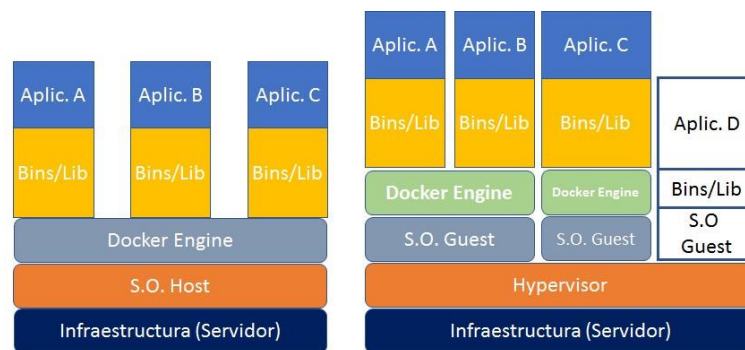 Aplic. A
Aplic. B
Aplic. C
Bins/Lib
Bins/Lib
Bins/Lib
Docker Engine
S.O. Host
Infraestructura (Servidor)
Aplic. A
Aplic. B
Aplic. C
Bins/Lib
Bins/Lib
Bins/Lib
Aplic. D
Docker Engine
Docker Engine
Bins/Lib
S.O. Guest
S.O. Guest
S.O
Guest
Hypervisor
Infraestructura (Servidor)